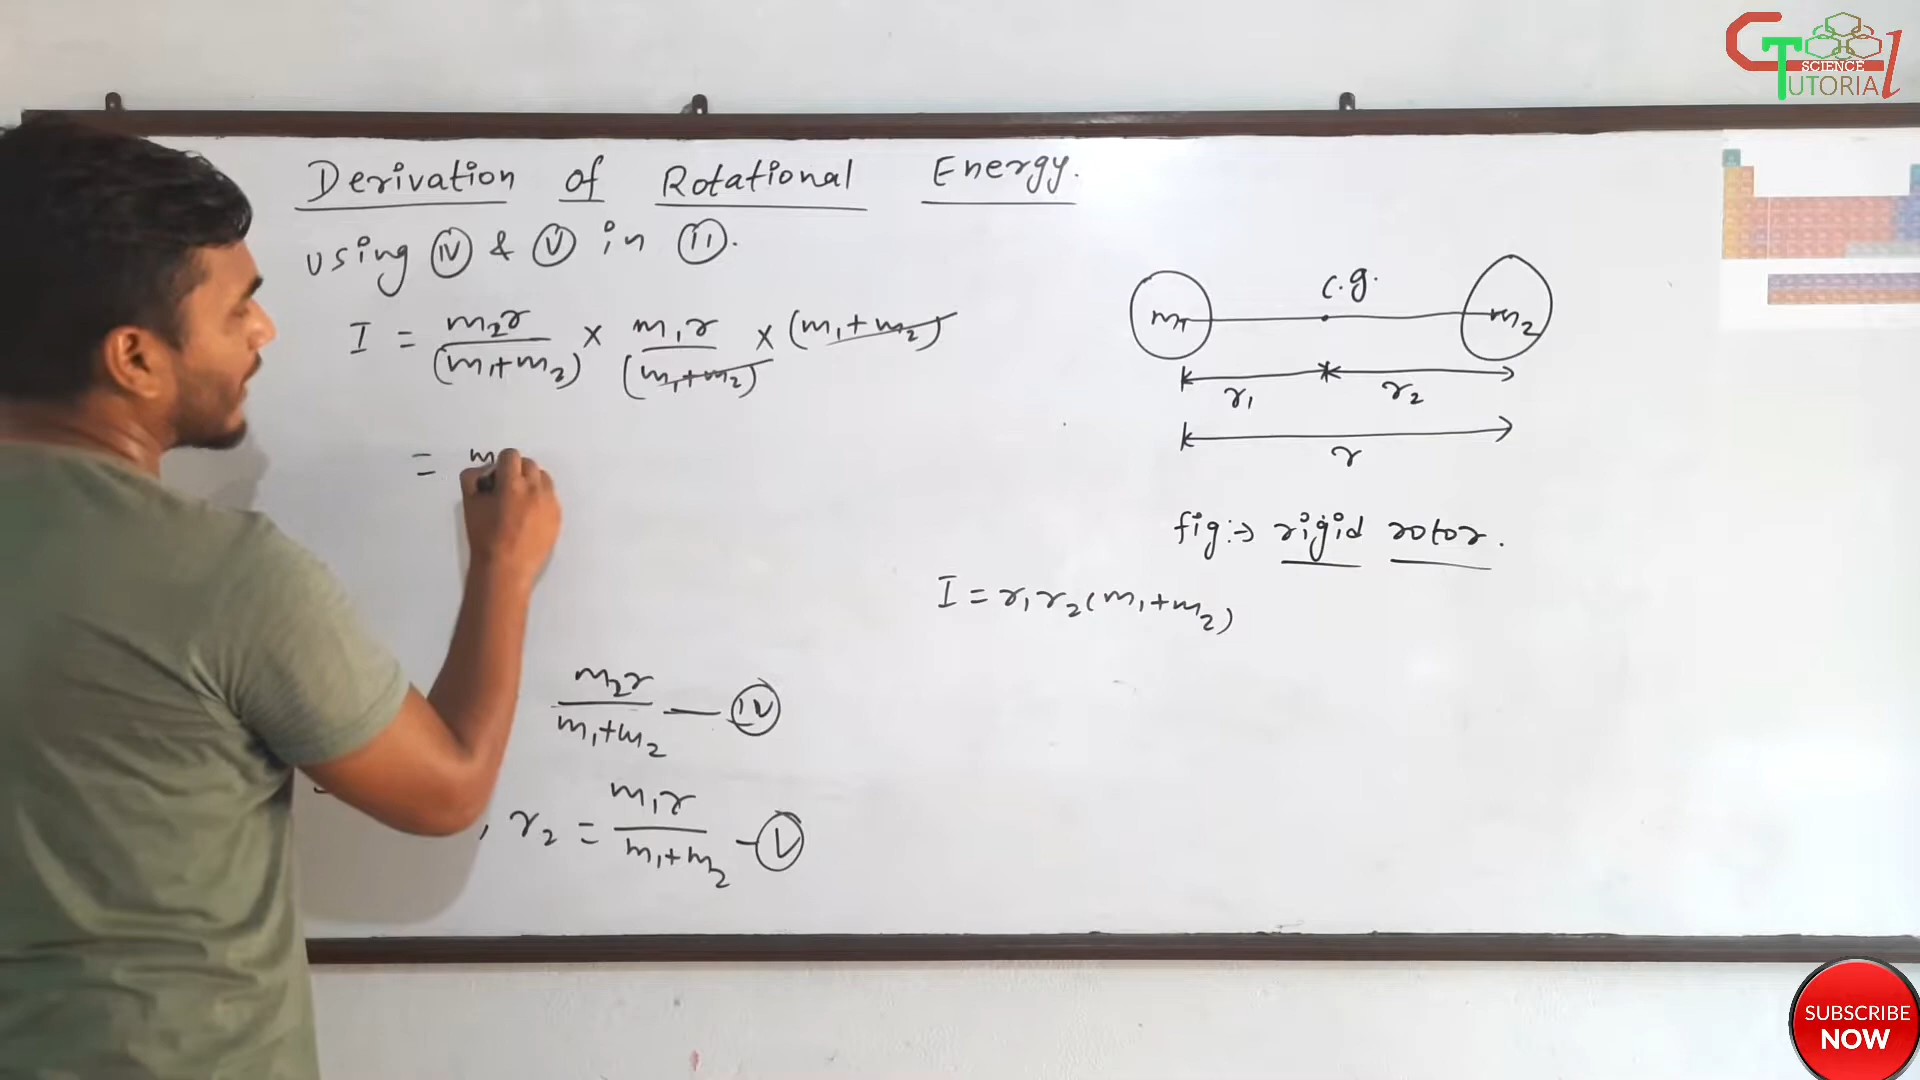 Derivation of Rotational Energy.
using (IV) & (V) in (II).
I = m₂r/(m₁+m₂) × m₁r/(m₁+m₂) × (m₁+m₂)
= m
m₂r/m₁+m₂ — (IV)
, r₂ = m₁r/m₁+m₂ — (V)
c.g.
m₁ m₂
r₁ r₂
r
fig:→ rigid rotor.
I = r₁r₂(m₁+m₂)
SCIENCE
TUTORIAL
SUBSCRIBE
NOW